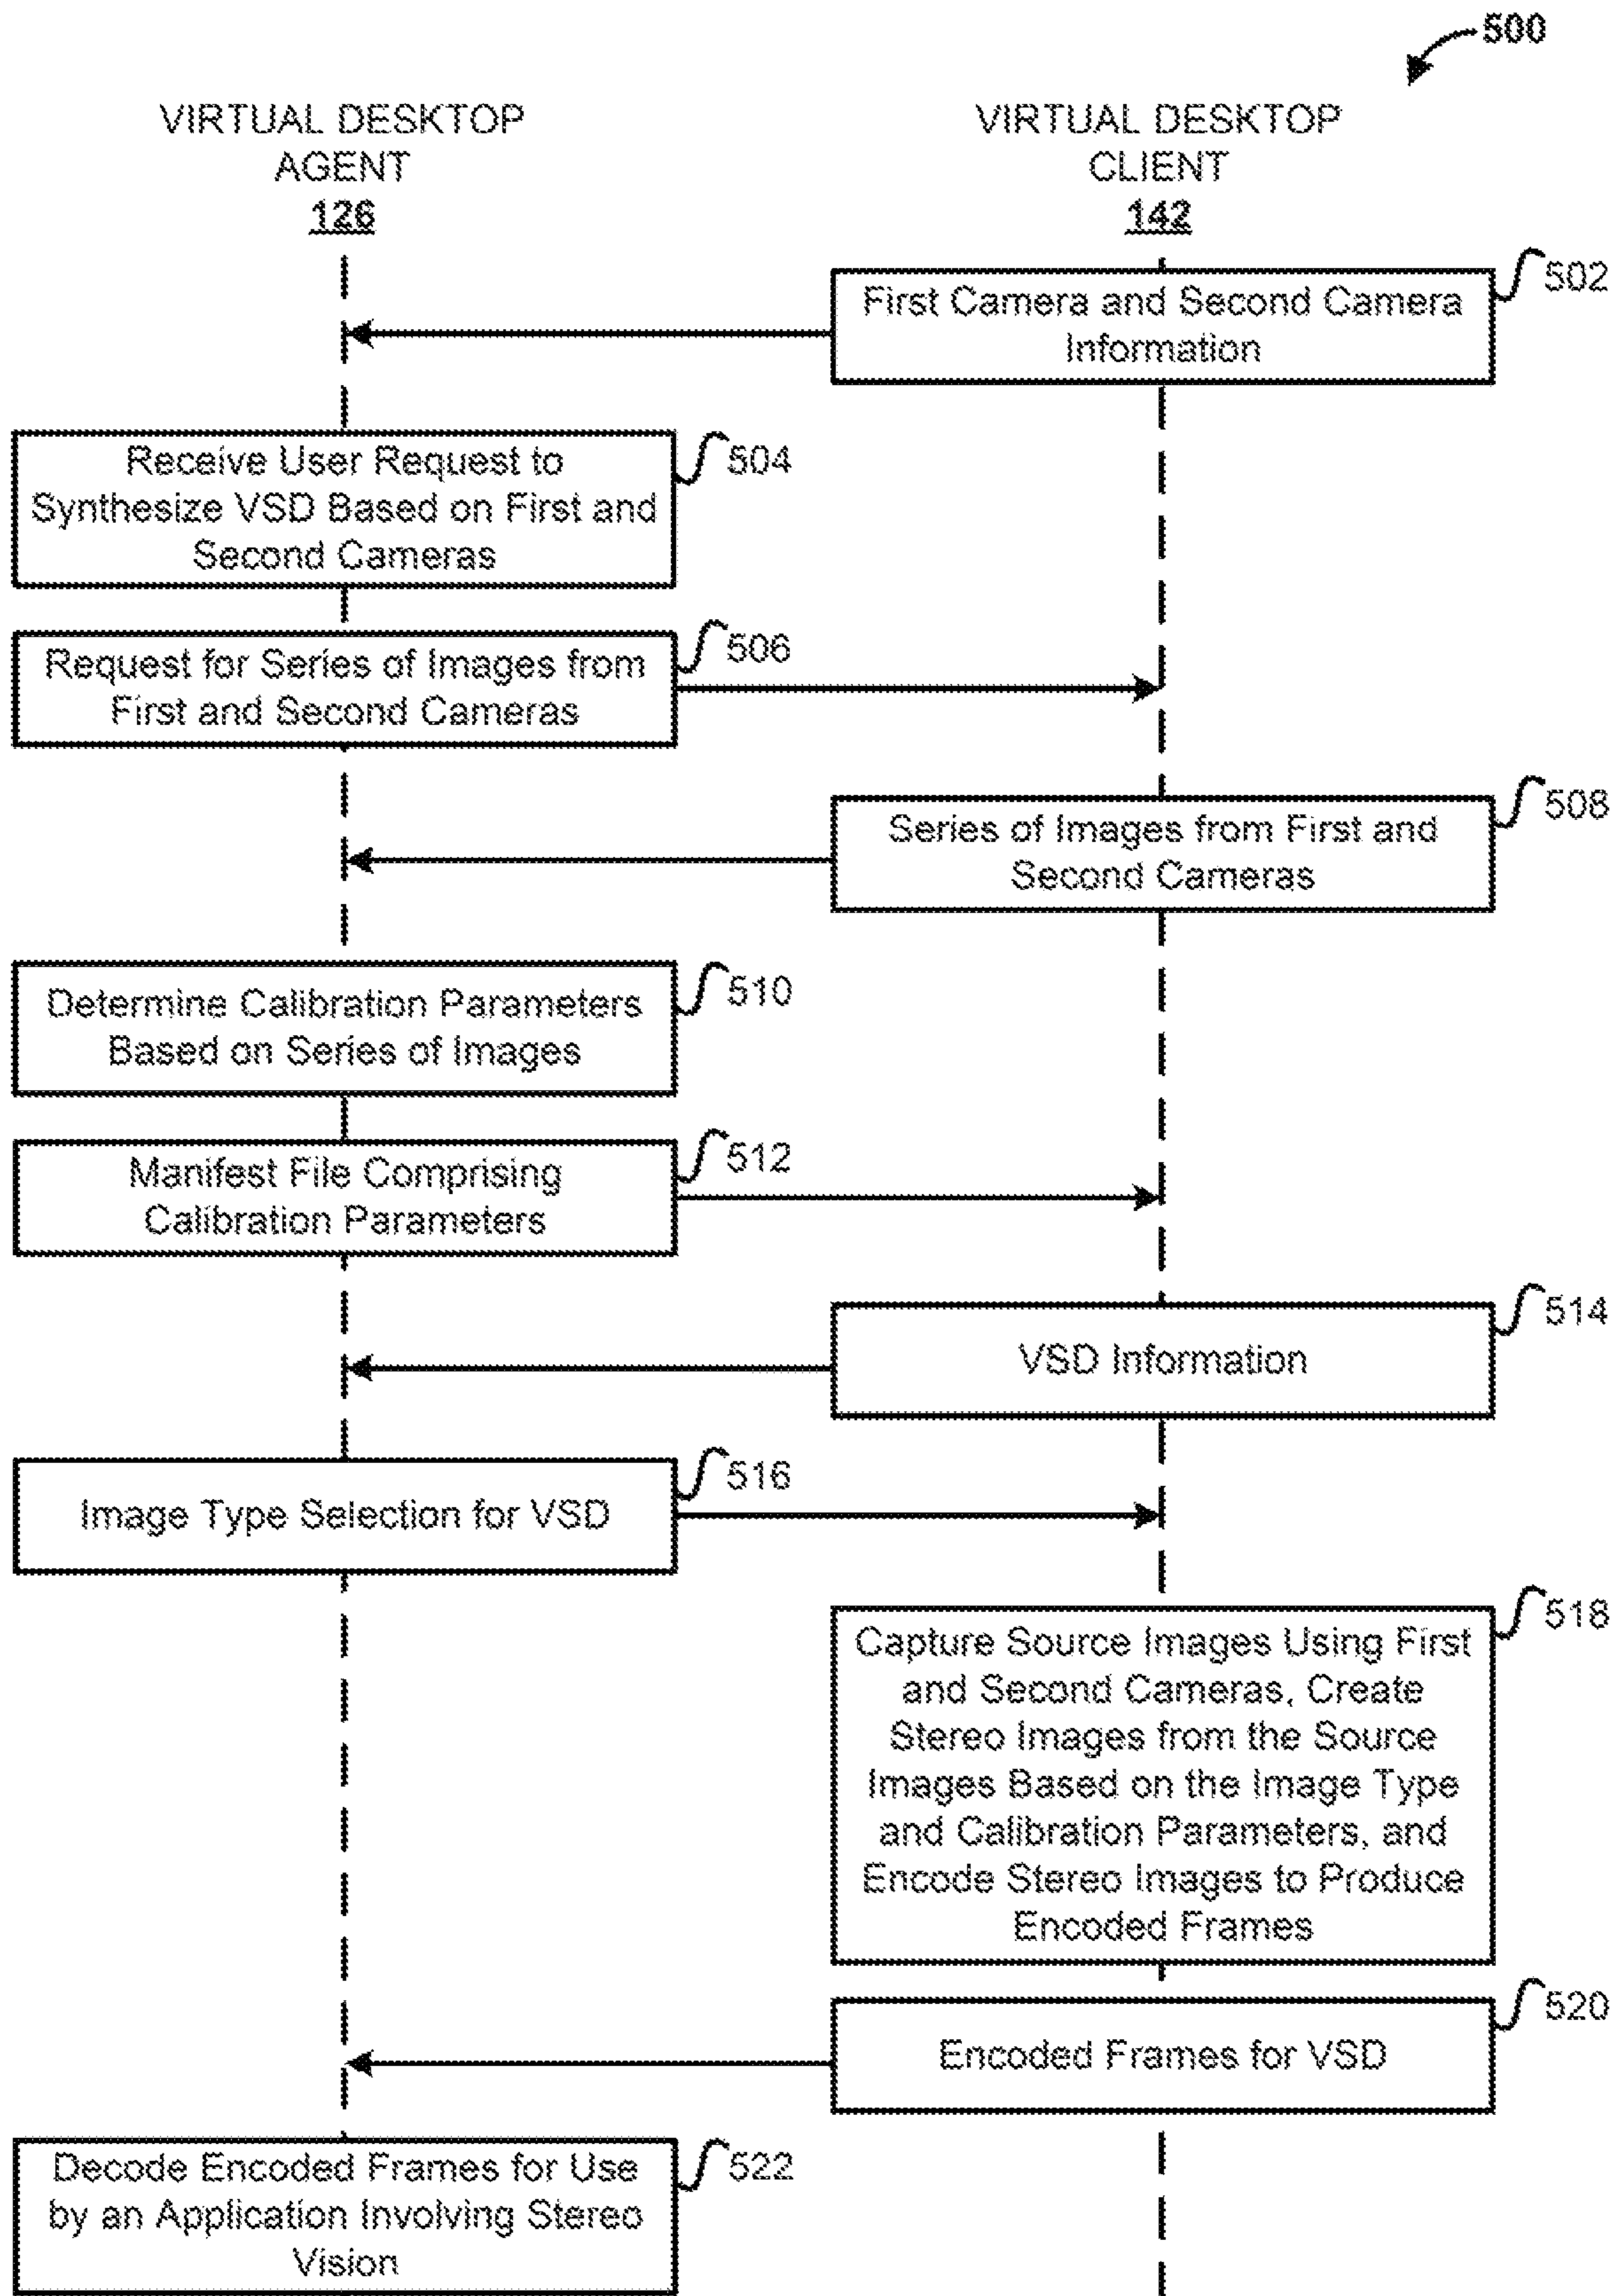 500
VIRTUAL DESKTOP
AGENT
126
VIRTUAL DESKTOP
CLIENT
142
First Camera and Second Camera
Information
502
Receive User Request to
Synthesize VSD Based on First and
Second Cameras
504
Request for Series of Images from
First and Second Cameras
506
Series of Images from First and
Second Cameras
508
Determine Calibration Parameters
Based on Series of Images
510
Manifest File Comprising
Calibration Parameters
512
VSD Information
514
Image Type Selection for VSD
516
Capture Source Images Using First
and Second Cameras, Create
Stereo Images from the Source
Images Based on the Image Type
and Calibration Parameters, and
Encode Stereo Images to Produce
Encoded Frames
518
Encoded Frames for VSD
520
Decode Encoded Frames for Use
by an Application Involving Stereo
Vision
522